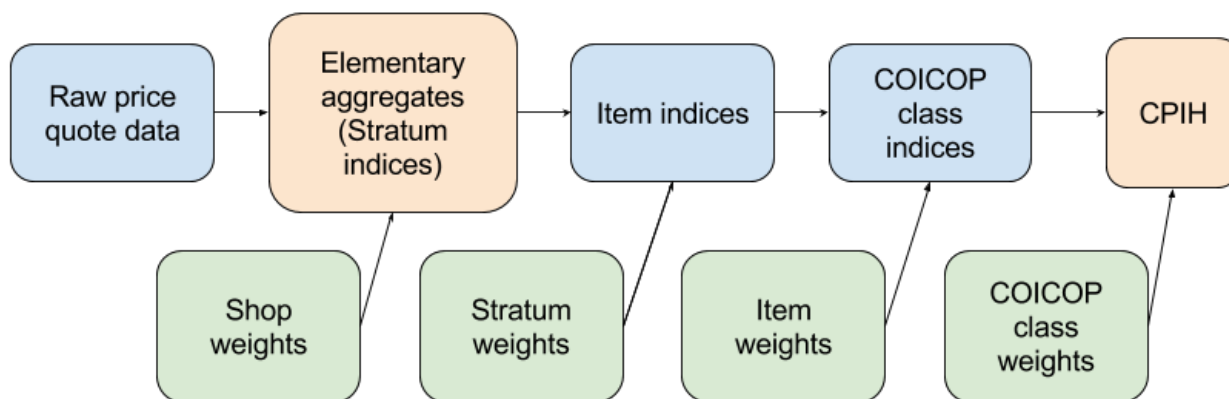 Raw price
quote data
Elementary
aggregates
(Stratum
indices)
Item indices
COICOP
class
indices
CPIH
Shop
weights
Stratum
weights
Item
weights
COICOP
class
weights